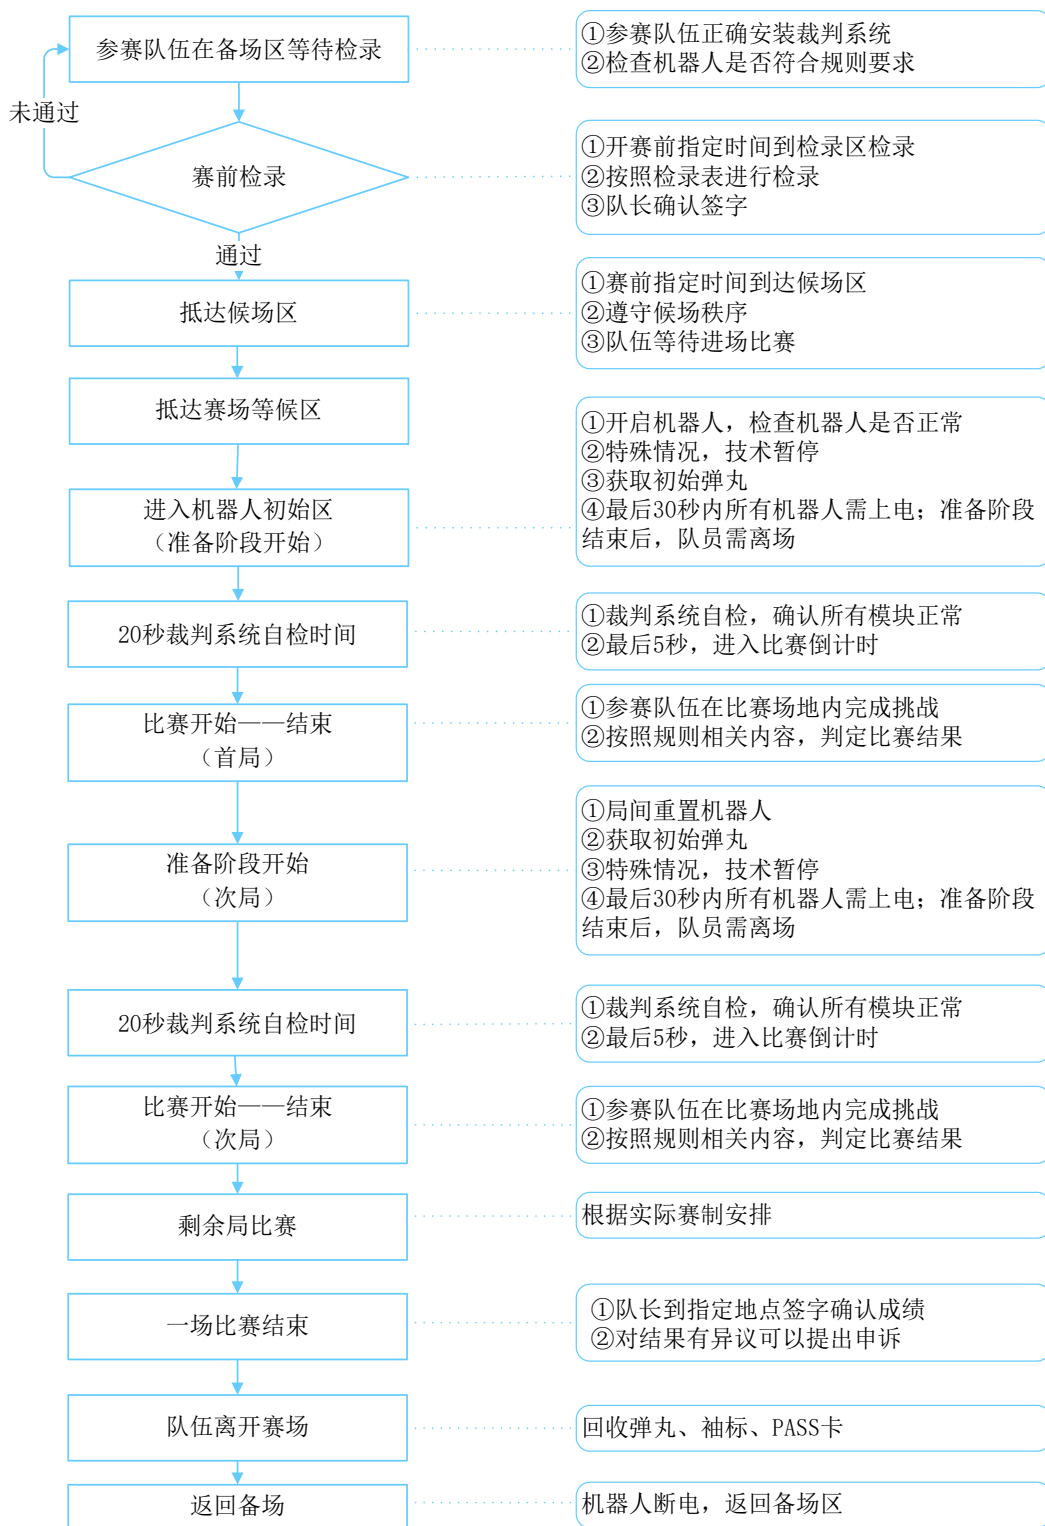 参赛队伍在备场区等待检录
①参赛队伍正确安装裁判系统
②检查机器人是否符合规则要求
未通过
赛前检录
①开赛前指定时间到检录区检录
②按照检录表进行检录
③队长确认签字
通过
抵达候场区
①赛前指定时间到达候场区
②遵守候场秩序
③队伍等待进场比赛
抵达赛场等候区
进入机器人初始区
（准备阶段开始）
①开启机器人，检查机器人是否正常
②特殊情况，技术暂停
③获取初始弹丸
④最后30秒内所有机器人需上电；准备阶段
结束后，队员需离场
20秒裁判系统自检时间
①裁判系统自检，确认所有模块正常
②最后5秒，进入比赛倒计时
比赛开始——结束
（首局）
①参赛队伍在比赛场地内完成挑战
②按照规则相关内容，判定比赛结果
准备阶段开始
（次局）
①局间重置机器人
②获取初始弹丸
③特殊情况，技术暂停
④最后30秒内所有机器人需上电；准备阶段
结束后，队员需离场
20秒裁判系统自检时间
①裁判系统自检，确认所有模块正常
②最后5秒，进入比赛倒计时
比赛开始——结束
（次局）
①参赛队伍在比赛场地内完成挑战
②按照规则相关内容，判定比赛结果
剩余局比赛
根据实际赛制安排
一场比赛结束
①队长到指定地点签字确认成绩
②对结果有异议可以提出申诉
队伍离开赛场
回收弹丸、袖标、PASS卡
返回备场
机器人断电，返回备场区